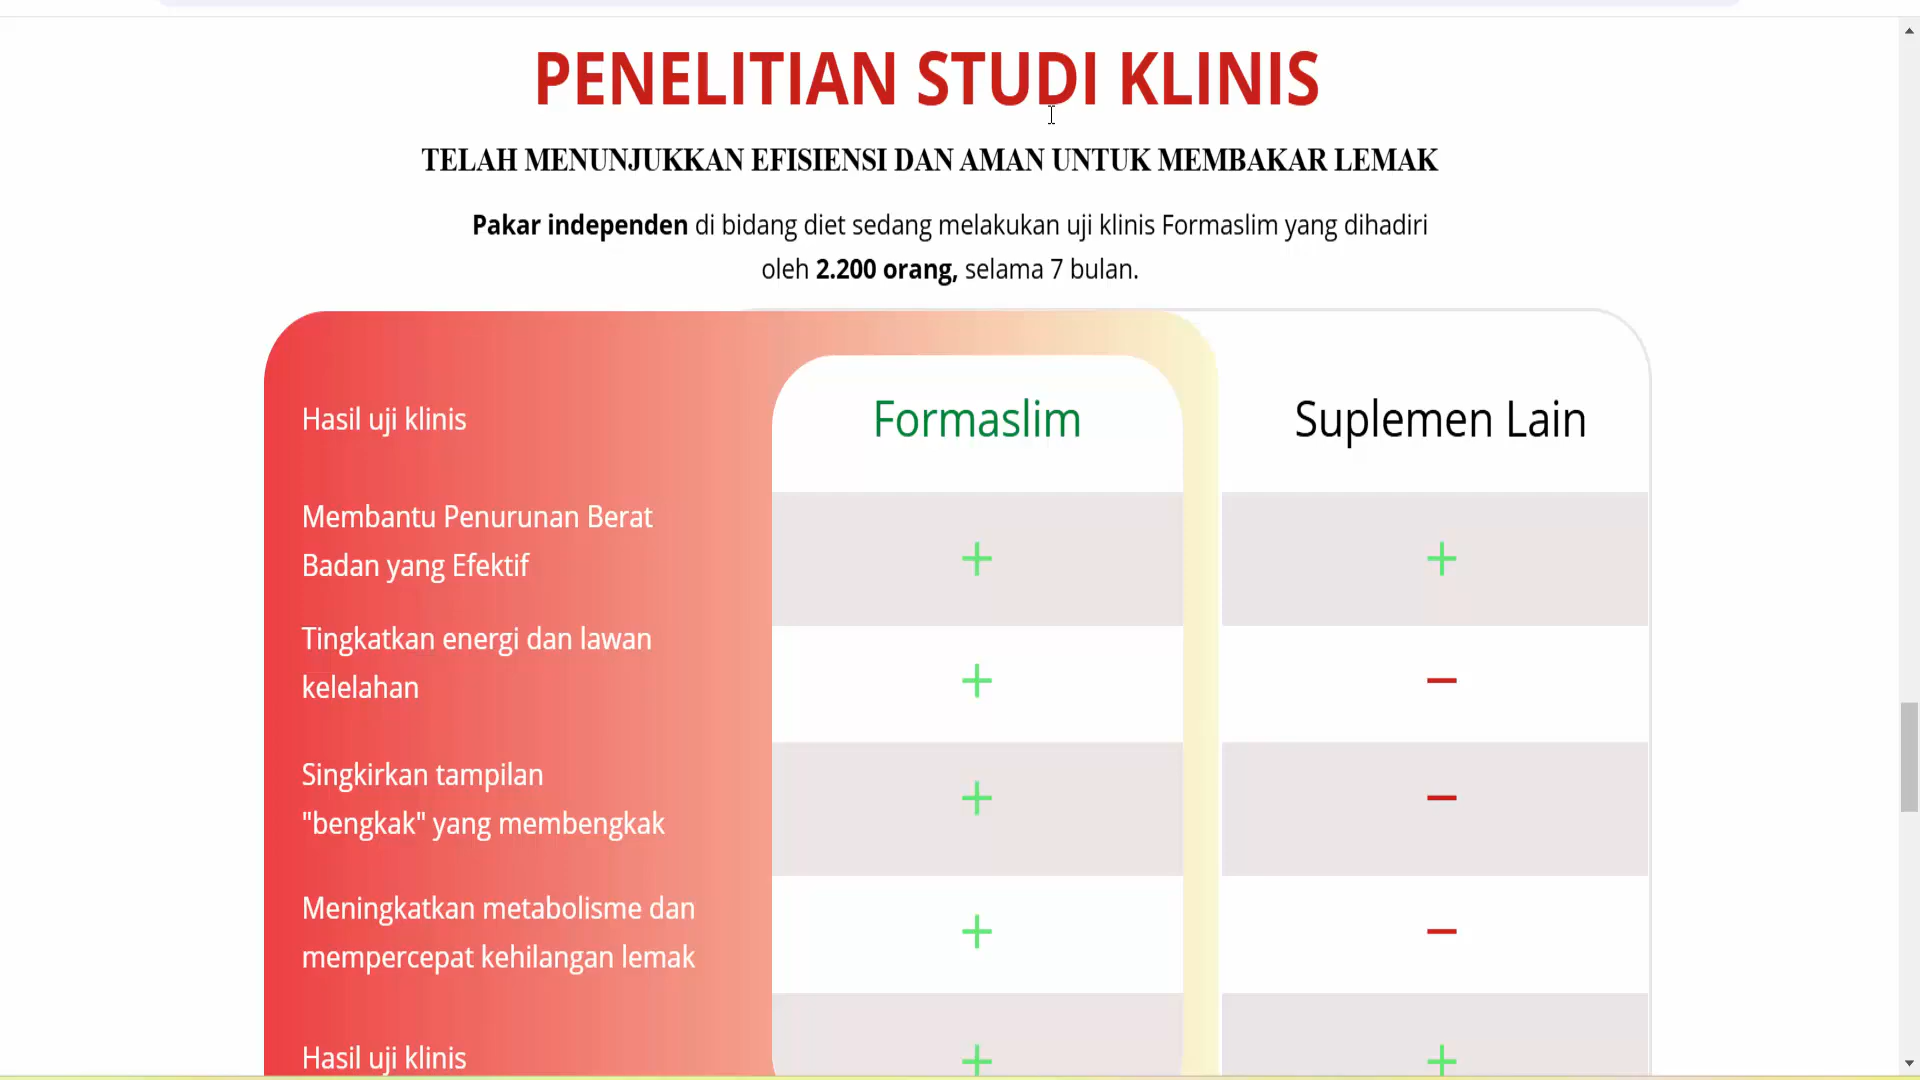 PENELITIAN STUDI KLINIS
TELAH MENUNJUKKAN EFISIENSI DAN AMAN UNTUK MEMBAKAR LEMAK
Pakar independen di bidang diet sedang melakukan uji klinis Formaslim yang dihadiri
oleh 2.200 orang, selama 7 bulan.
Hasil uji klinis
Formaslim
Suplemen Lain
Membantu Penurunan Berat
Badan yang Efektif
+
+
Tingkatkan energi dan lawan
kelelahan
+
−
Singkirkan tampilan
"bengkak" yang membengkak
+
−
Meningkatkan metabolisme dan
mempercepat kehilangan lemak
+
−
Hasil uji klinis
+
+